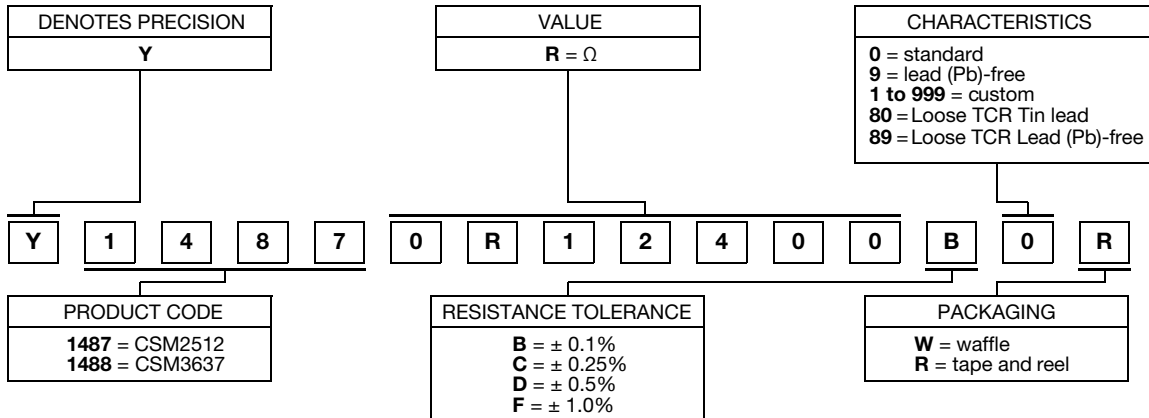 DENOTES PRECISION
Y
VALUE
R = Ω
CHARACTERISTICS
0 = standard
9 = lead (Pb)-free
1 to 999 = custom
80 = Loose TCR Tin lead
89 = Loose TCR Lead (Pb)-free
Y 1 4 8 7 0 R 1 2 4 0 0 B 0 R
PRODUCT CODE
1487 = CSM2512
1488 = CSM3637
RESISTANCE TOLERANCE
B = ± 0.1%
C = ± 0.25%
D = ± 0.5%
F = ± 1.0%
PACKAGING
W = waffle
R = tape and reel